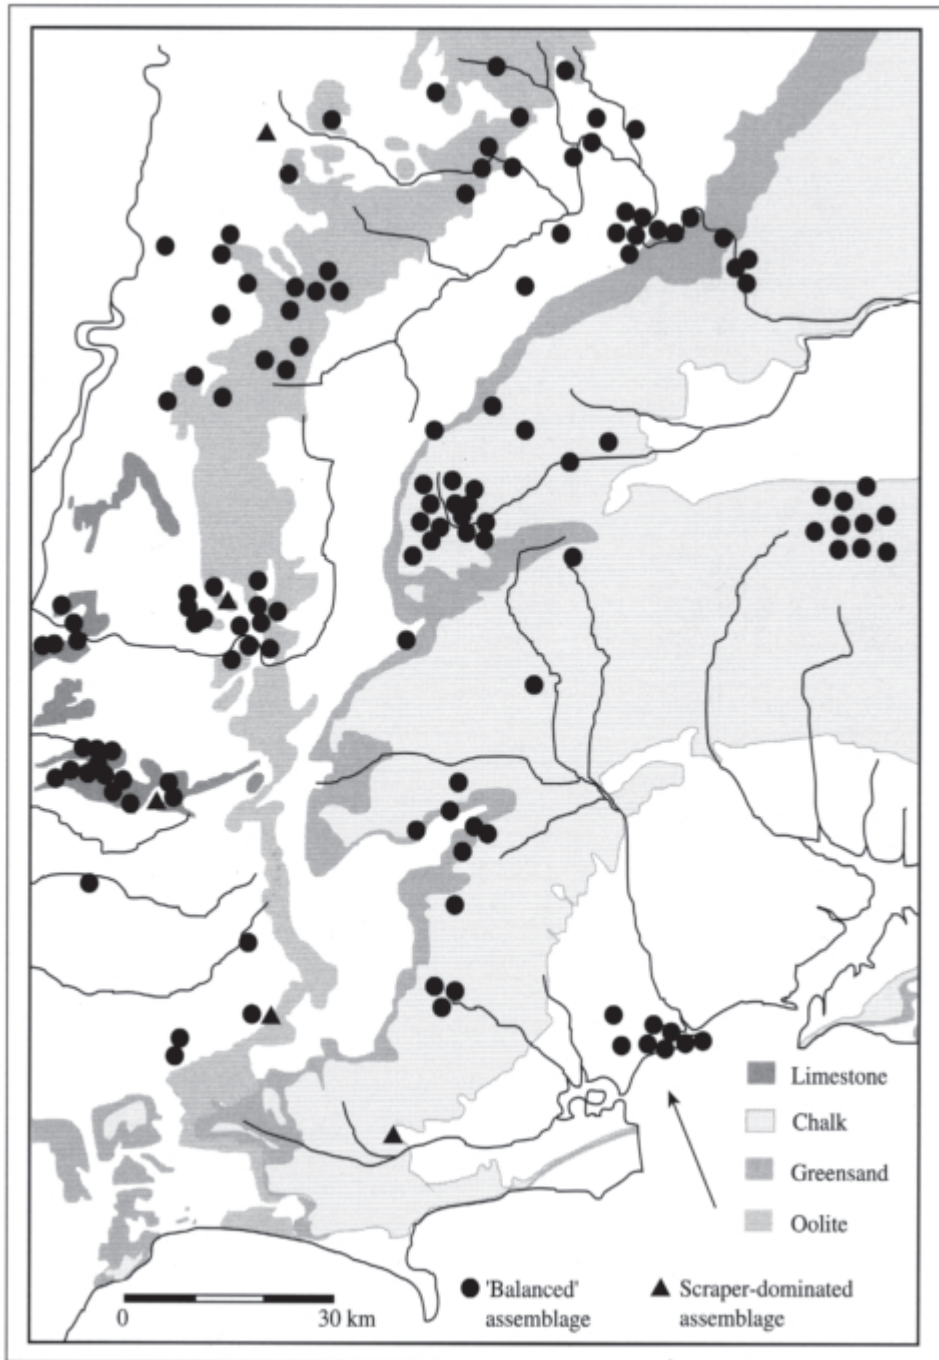 Limestone
Chalk
Greensand
Oolite
0 30 km
'Balanced' assemblage
Scraper-dominated assemblage